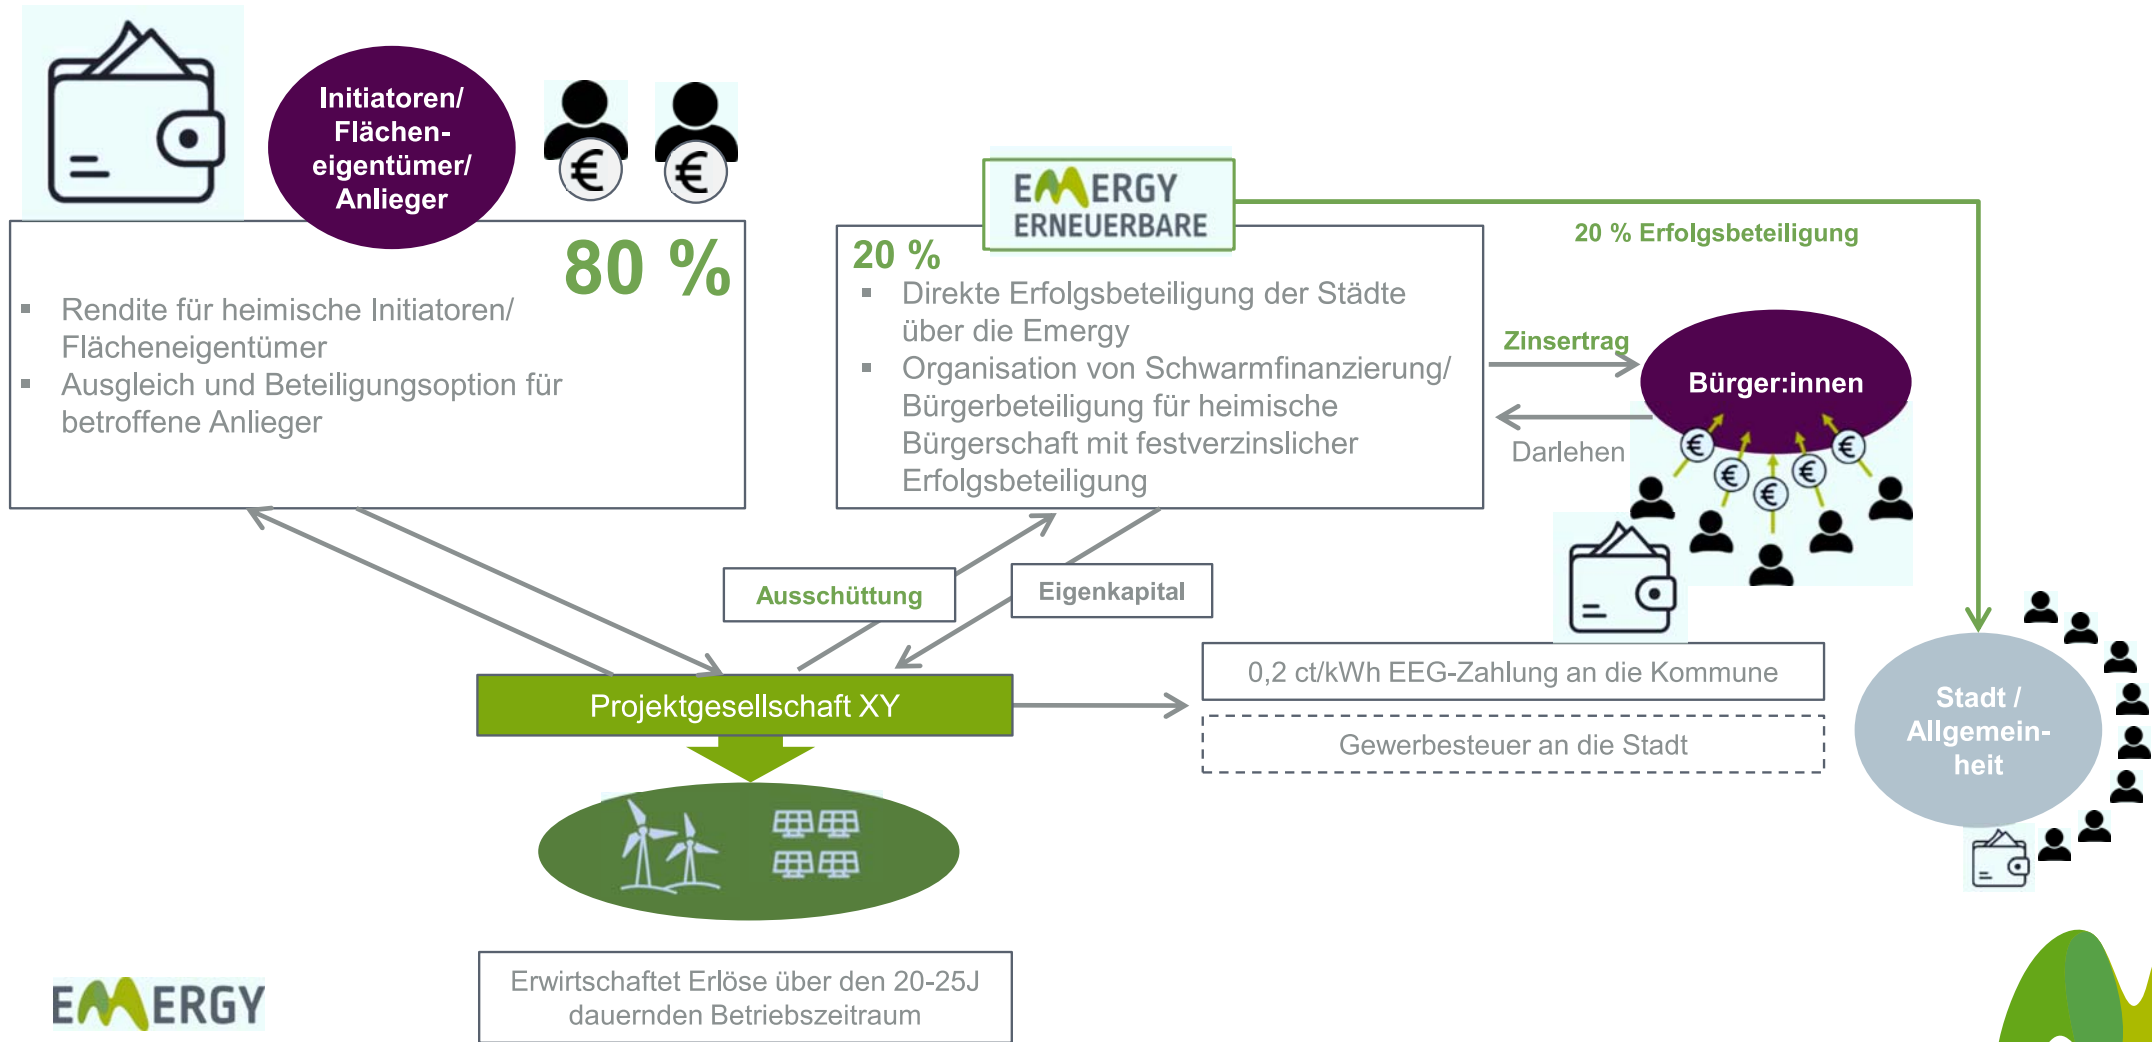 Initiatoren/
Flächen-
eigentümer/
Anlieger
€
€
80 %
▪ Rendite für heimische Initiatoren/
Flächeneigentümer
▪ Ausgleich und Beteiligungsoption für
betroffene Anlieger
EMERGY
ERNEUERBARE
20 %
▪ Direkte Erfolgsbeteiligung der Städte
über die Emergy
▪ Organisation von Schwarmfinanzierung/
Bürgerbeteiligung für heimische
Bürgerschaft mit festverzinslicher
Erfolgsbeteiligung
20 % Erfolgsbeteiligung
Zinsertrag
Darlehen
Bürger:innen
€
€
€
€
€
Ausschüttung
Eigenkapital
Projektgesellschaft XY
0,2 ct/kWh EEG-Zahlung an die Kommune
Gewerbesteuer an die Stadt
Stadt /
Allgemein-
heit
Erwirtschaftet Erlöse über den 20-25J
dauernden Betriebszeitraum
EMERGY